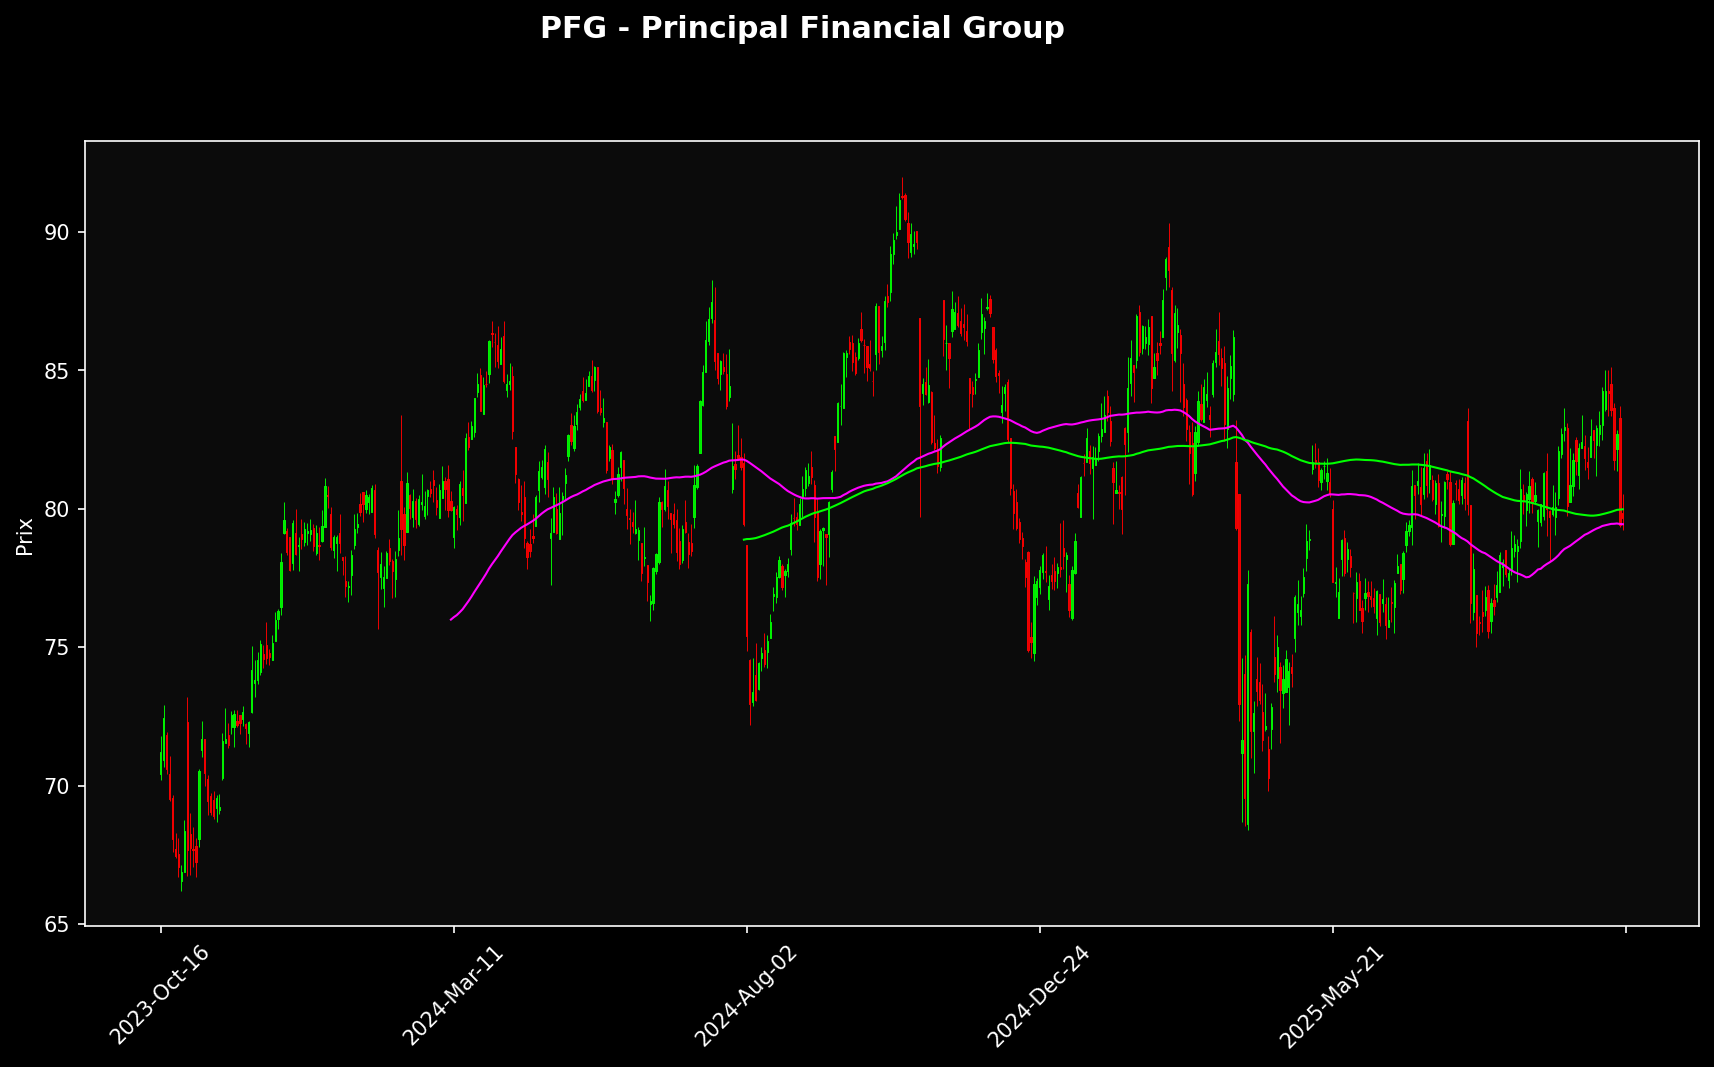 PFG - Principal Financial Group
Prix
90
85
80
75
70
65
2023-Oct-16
2024-Mar-11
2024-Aug-02
2024-Dec-24
2025-May-21